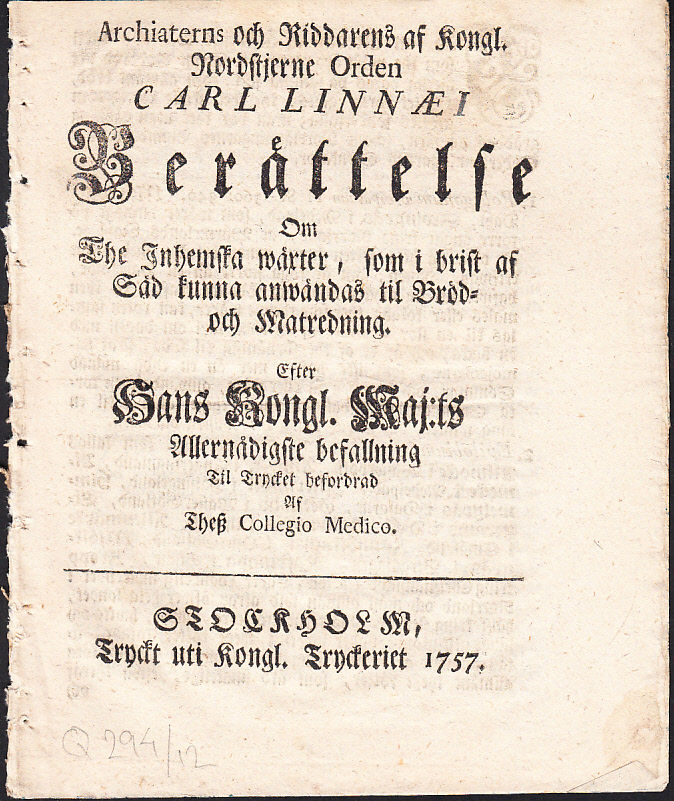 Archiaterns och Riddarens af Kongl.
Nordstjerne Orden
CARL LINNÆI
Berättelse
Om
The Inhemska wäxter, som i brist af
Säd kunna anwändas til Bröd-
och Matredning.
Efter
Hans Kongl. Maj:ts
Allernådigste befallning
Til Trycket befordrad
Af
Theß Collegio Medico.
STOCKHOLM,
Tryckt uti Kongl. Tryckeriet 1757.
Q 294/12